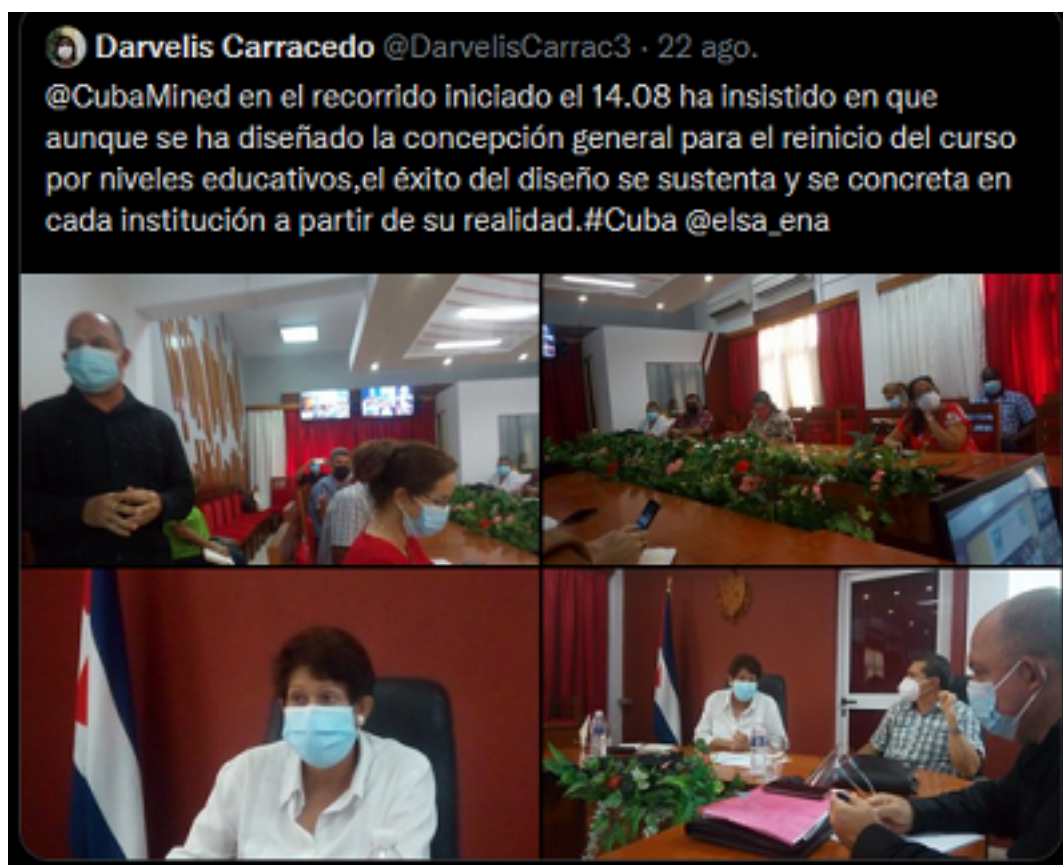 Darvelis Carracedo @DarvelisCarrac3 · 22 ago.
@CubaMined en el recorrido iniciado el 14.08 ha insistido en que
aunque se ha diseñado la concepción general para el reinicio del curso
por niveles educativos,el éxito del diseño se sustenta y se concreta en
cada institución a partir de su realidad.#Cuba @elsa_ena